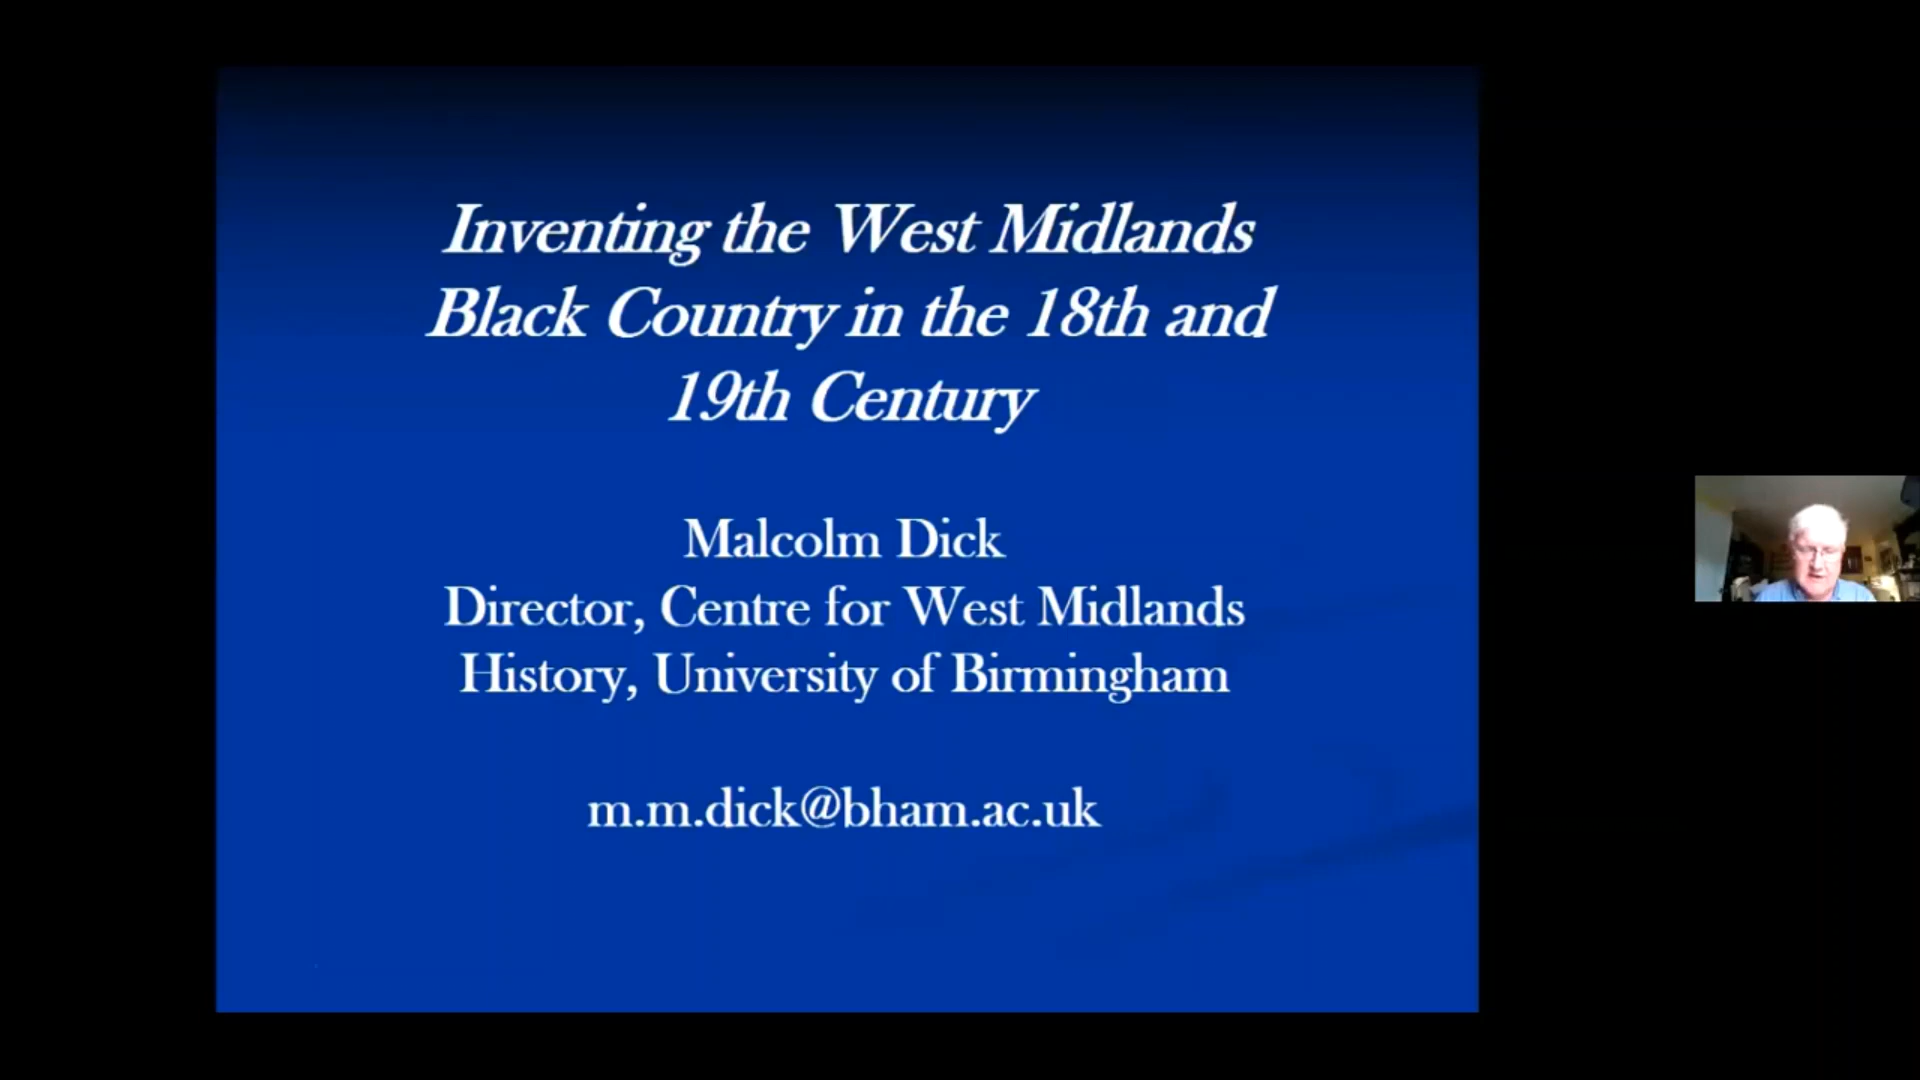 Inventing the West Midlands
Black Country in the 18th and
19th Century
Malcolm Dick
Director, Centre for West Midlands
History, University of Birmingham
m.m.dick@bham.ac.uk